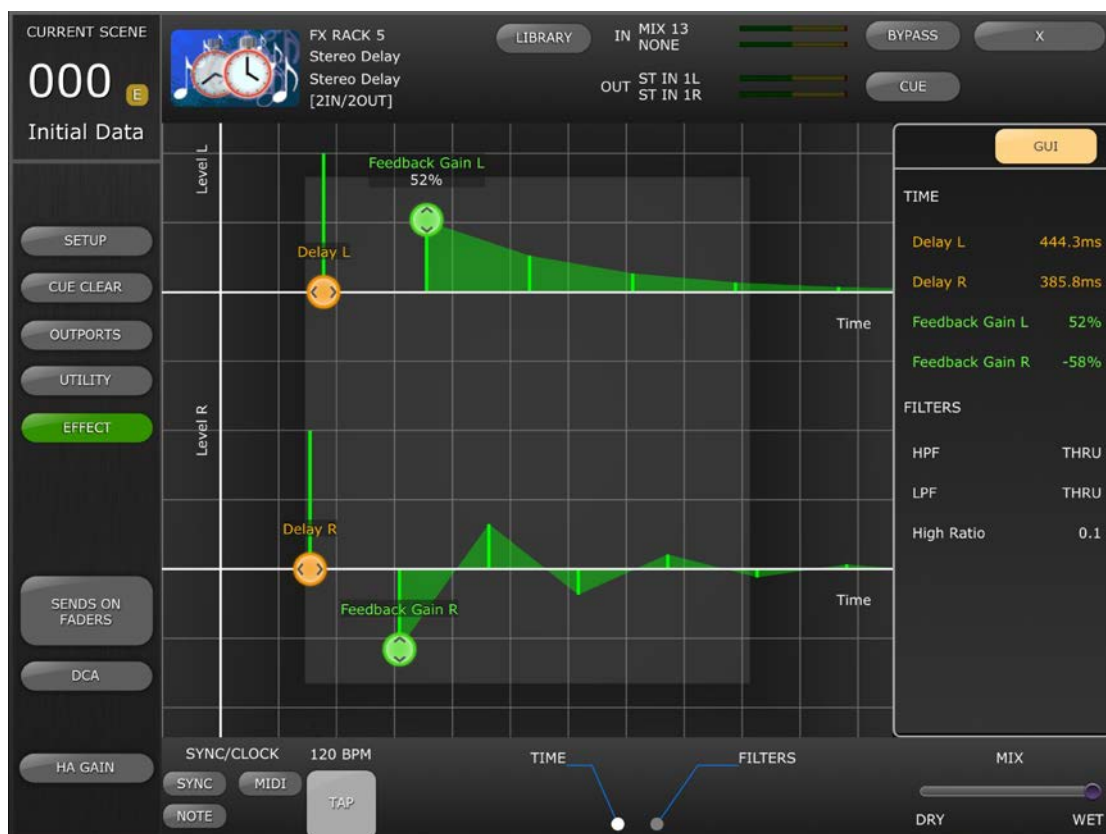 CURRENT SCENE
000 E
Initial Data
FX RACK 5
Stereo Delay
Stereo Delay
[2IN/2OUT]
LIBRARY
IN MIX 13
NONE
OUT ST IN 1L
ST IN 1R
BYPASS
X
CUE
SETUP
CUE CLEAR
OUTPORTS
UTILITY
EFFECT
SENDS ON
FADERS
DCA
HA GAIN
Level L
Feedback Gain L
52%
Delay L
Time
Level R
Delay R
Feedback Gain R
Time
GUI
TIME
Delay L 444.3ms
Delay R 385.8ms
Feedback Gain L 52%
Feedback Gain R -58%
FILTERS
HPF THRU
LPF THRU
High Ratio 0.1
SYNC/CLOCK 120 BPM
SYNC MIDI
NOTE
TAP
TIME
FILTERS
MIX
DRY WET